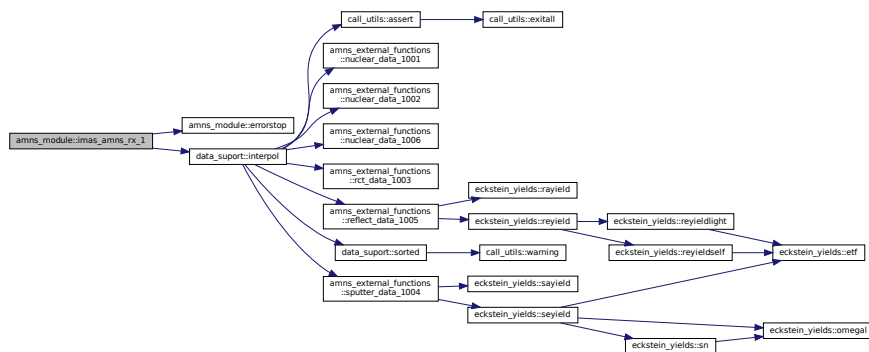 call_utils::assert
call_utils::exitall
amns_external_functions
::nuclear_data_1001
amns_external_functions
::nuclear_data_1002
amns_module::errorstop
amns_module::imas_amns_rx_1
amns_external_functions
::nuclear_data_1006
data_suport::interpol
amns_external_functions
::rct_data_1003
eckstein_yields::rayield
amns_external_functions
::reflect_data_1005
eckstein_yields::reyield
eckstein_yields::reyieldlight
data_suport::sorted
call_utils::warning
eckstein_yields::reyieldself
eckstein_yields::etf
amns_external_functions
::sputter_data_1004
eckstein_yields::sayield
eckstein_yields::seyield
eckstein_yields::omegal
eckstein_yields::sn